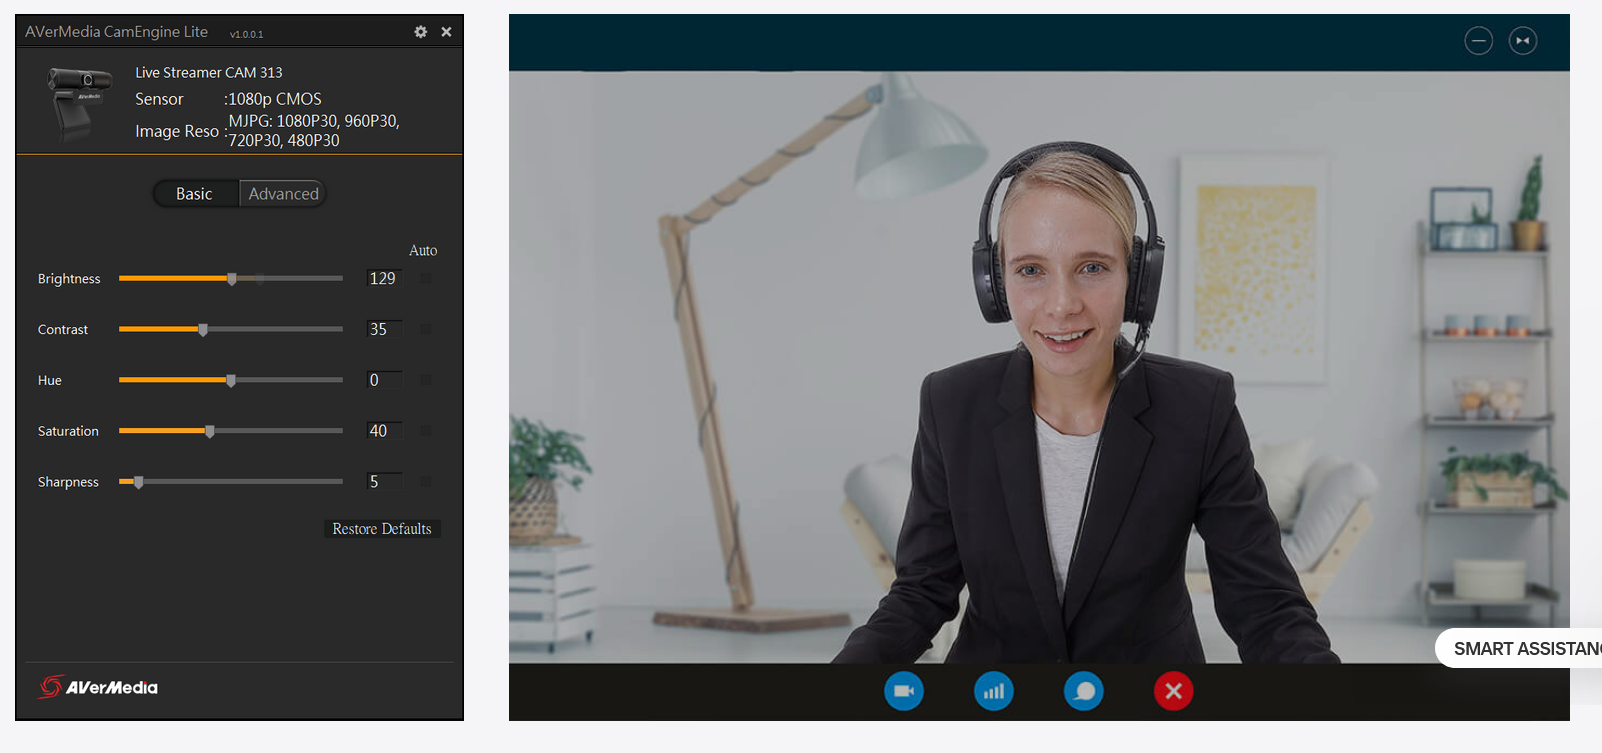 AVerMedia CamEngine Lite v1.0.0.1
AVerMedia
Live Streamer CAM 313
Sensor :1080p CMOS
Image Reso : MJPG: 1080P30, 960P30,
720P30, 480P30
Basic Advanced
Auto
Brightness 129
Contrast 35
Hue 0
Saturation 40
Sharpness 5
Restore Defaults
AVerMedia
SMART ASSISTANC